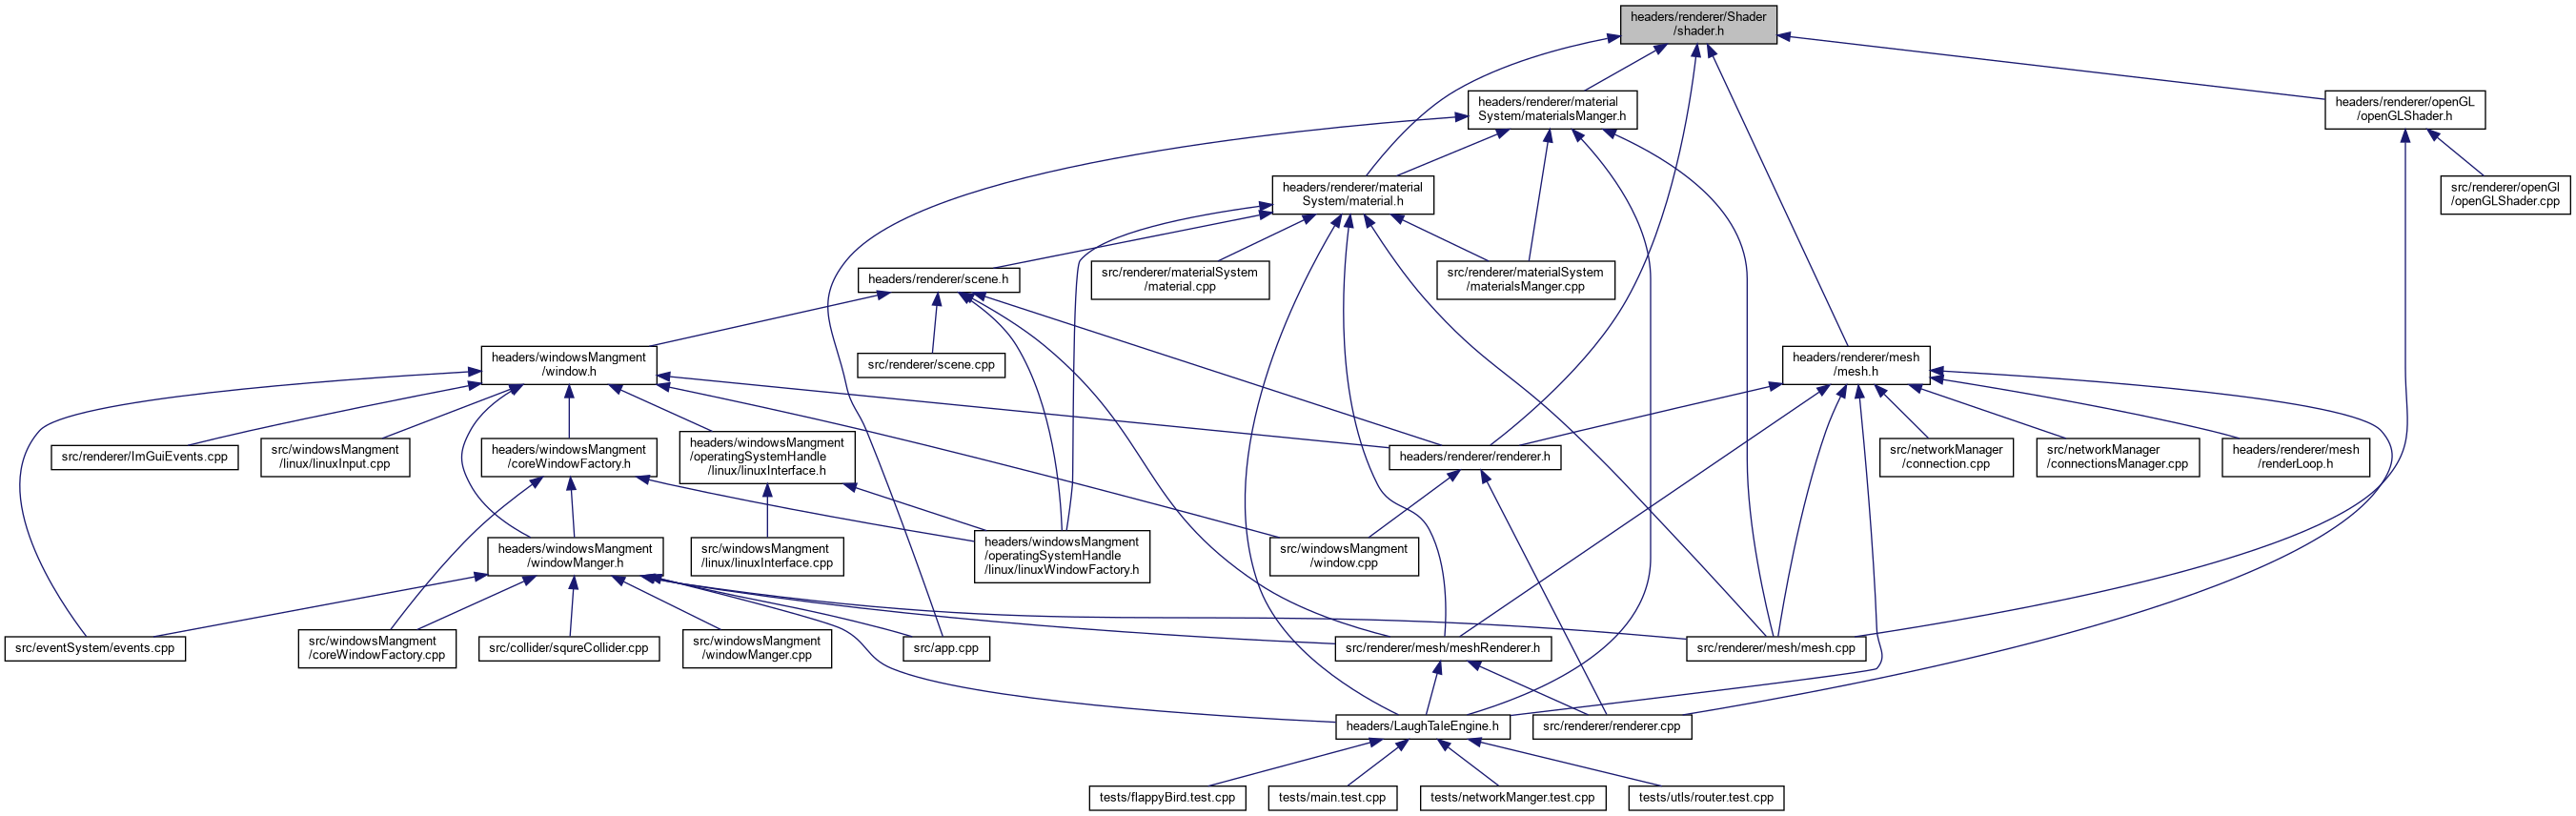 headers/renderer/Shader
/shader.h
headers/renderer/material
System/materialsManger.h
headers/renderer/openGL
/openGLShader.h
headers/renderer/material
System/material.h
src/renderer/openGl
/openGLShader.cpp
headers/renderer/scene.h
src/renderer/materialSystem
/material.cpp
src/renderer/materialSystem
/materialsManger.cpp
headers/windowsMangment
/window.h
src/renderer/scene.cpp
headers/renderer/mesh
/mesh.h
src/renderer/ImGuiEvents.cpp
src/windowsMangment
/linux/linuxInput.cpp
headers/windowsMangment
/coreWindowFactory.h
headers/windowsMangment
/operatingSystemHandle
/linux/linuxInterface.h
headers/renderer/renderer.h
src/networkManager
/connection.cpp
src/networkManager
/connectionsManager.cpp
headers/renderer/mesh
/renderLoop.h
headers/windowsMangment
/windowManger.h
src/windowsMangment
/linux/linuxInterface.cpp
headers/windowsMangment
/operatingSystemHandle
/linux/linuxWindowFactory.h
src/windowsMangment
/window.cpp
src/eventSystem/events.cpp
src/windowsMangment
/coreWindowFactory.cpp
src/collider/squreCollider.cpp
src/windowsMangment
/windowManger.cpp
src/app.cpp
src/renderer/mesh/meshRenderer.h
src/renderer/mesh/mesh.cpp
headers/LaughTaleEngine.h
src/renderer/renderer.cpp
tests/flappyBird.test.cpp
tests/main.test.cpp
tests/networkManger.test.cpp
tests/utls/router.test.cpp